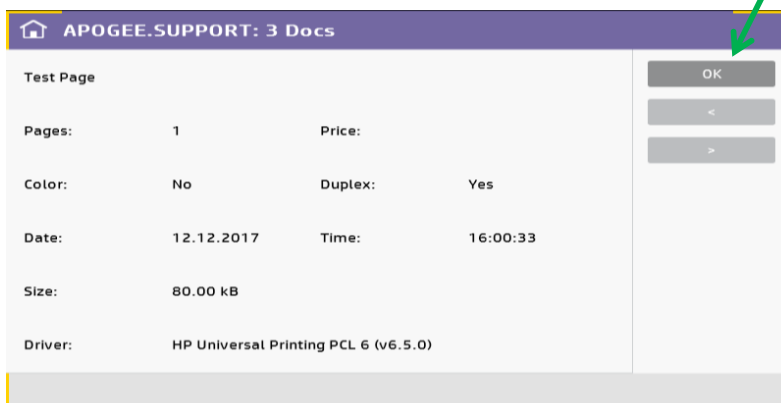 APOGEE.SUPPORT: 3 Docs
Test Page
OK
<
>
Pages: 1 Price:
Color: No Duplex: Yes
Date: 12.12.2017 Time: 16:00:33
Size: 80.00 kB
Driver: HP Universal Printing PCL 6 (v6.5.0)